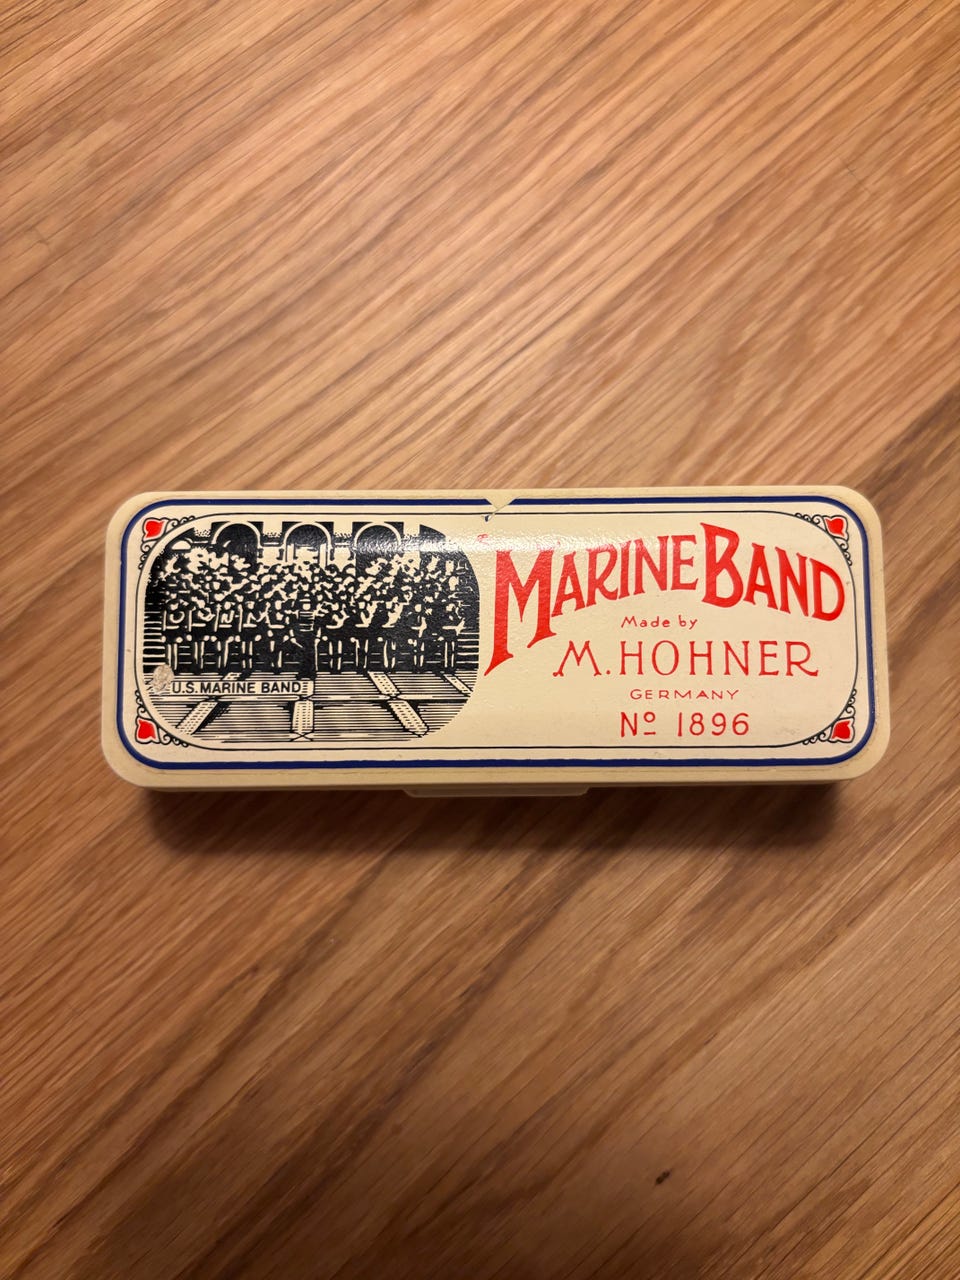 U.S. MARINE BAND
MARINE BAND
Made by
M. HOHNER
GERMANY
Nº 1896